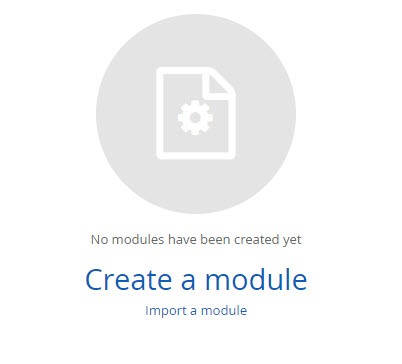 No modules have been created yet
Create a module
Import a module